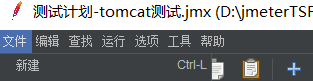 测试计划-tomcat测试.jmx (D:\jmeterTSF
文件 编辑 查找 运行 选项 工具 帮助
新建 Ctrl-L